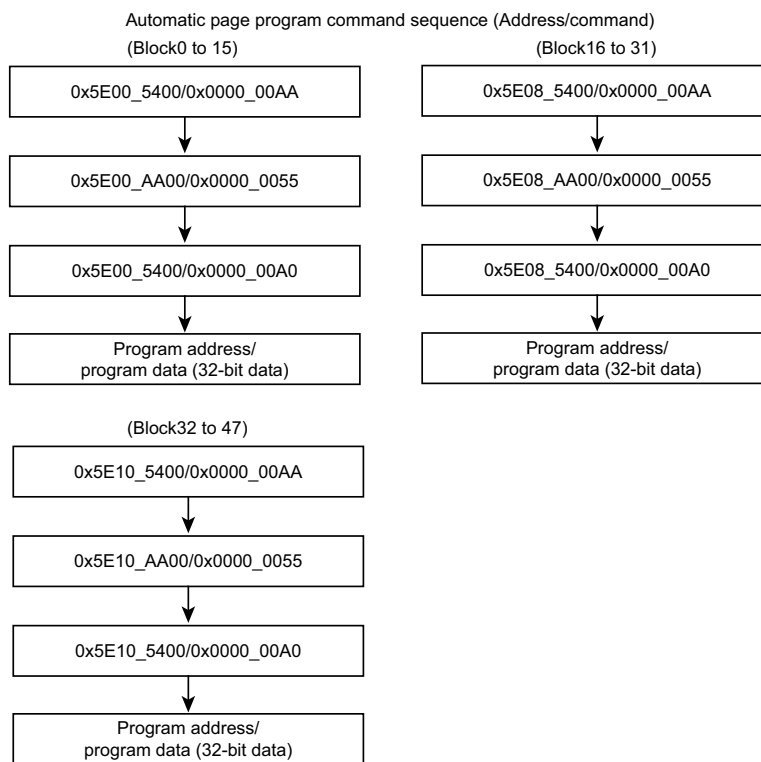 Automatic page program command sequence (Address/command)
(Block0 to 15)
0x5E00_5400/0x0000_00AA
0x5E00_AA00/0x0000_0055
0x5E00_5400/0x0000_00A0
Program address/
program data (32-bit data)
(Block16 to 31)
0x5E08_5400/0x0000_00AA
0x5E08_AA00/0x0000_0055
0x5E08_5400/0x0000_00A0
Program address/
program data (32-bit data)
(Block32 to 47)
0x5E10_5400/0x0000_00AA
0x5E10_AA00/0x0000_0055
0x5E10_5400/0x0000_00A0
Program address/
program data (32-bit data)